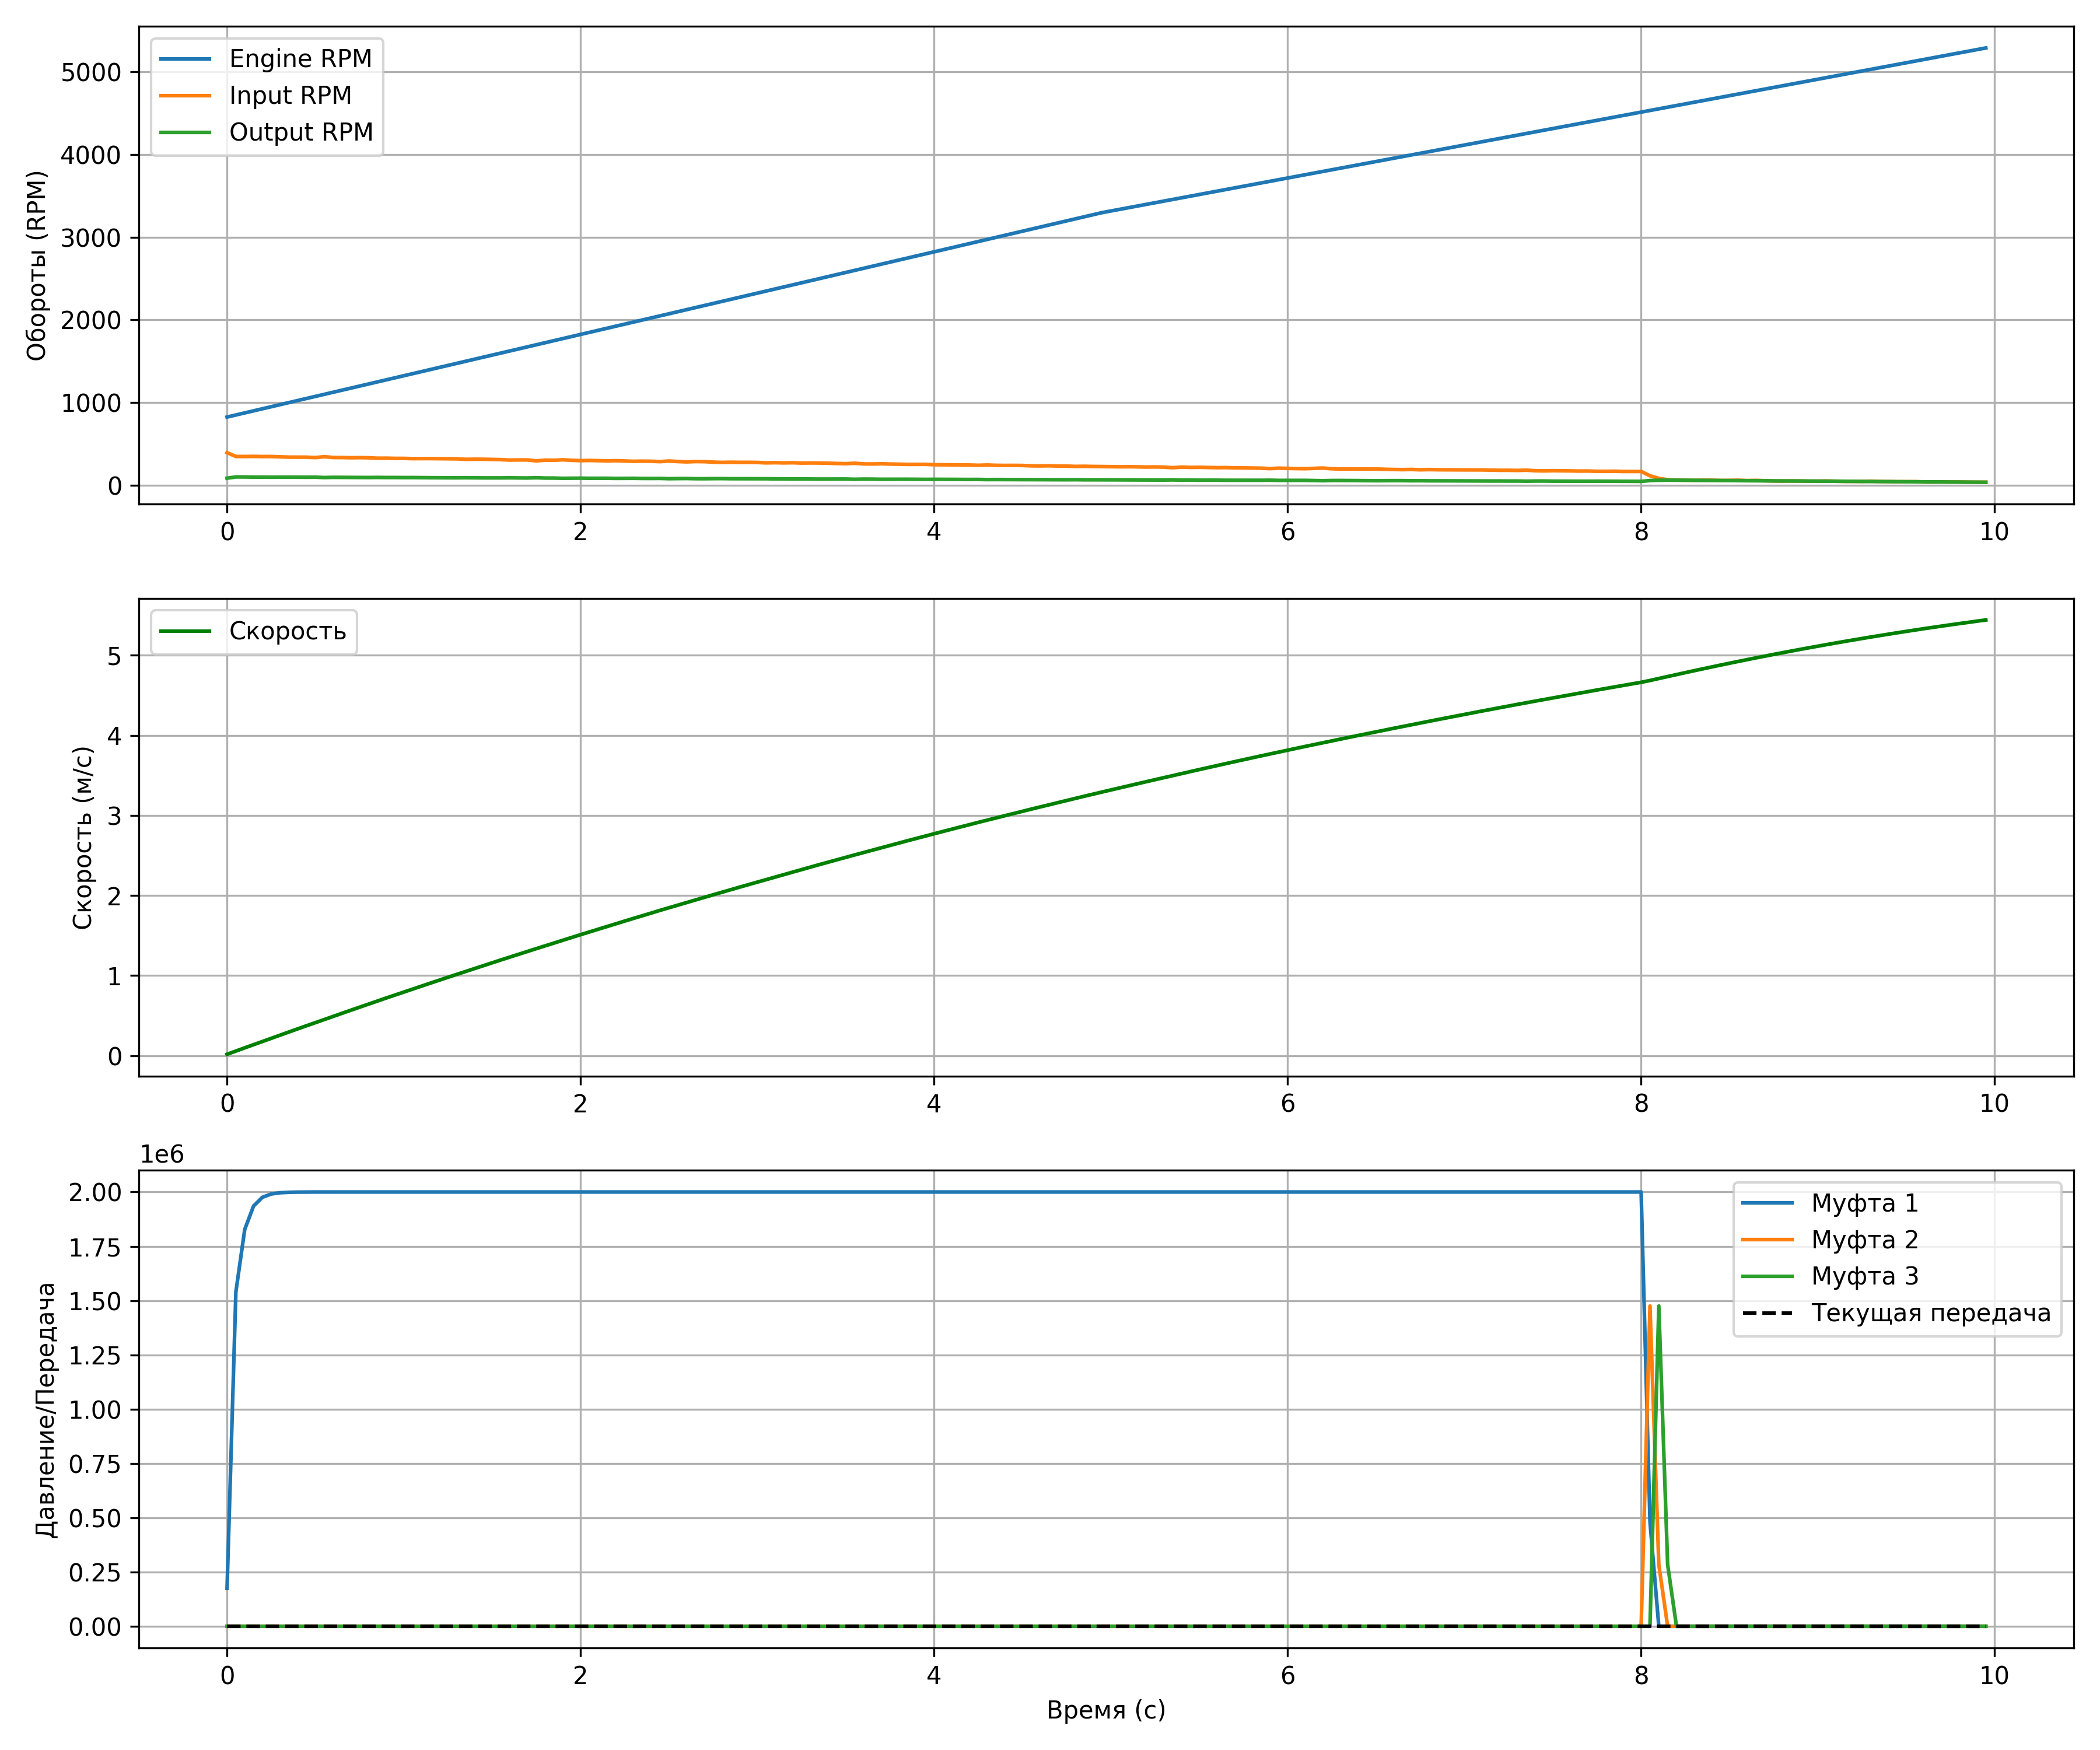 Engine RPM
Input RPM
Output RPM
Обороты (RPM)
5000
4000
3000
2000
1000
0
0 2 4 6 8 10
Скорость
Скорость (м/с)
5
4
3
2
1
0
0 2 4 6 8 10
1e6
Муфта 1
Муфта 2
Муфта 3
Текущая передача
Давление/Передача
2.00
1.75
1.50
1.25
1.00
0.75
0.50
0.25
0.00
0 2 4 6 8 10
Время (с)